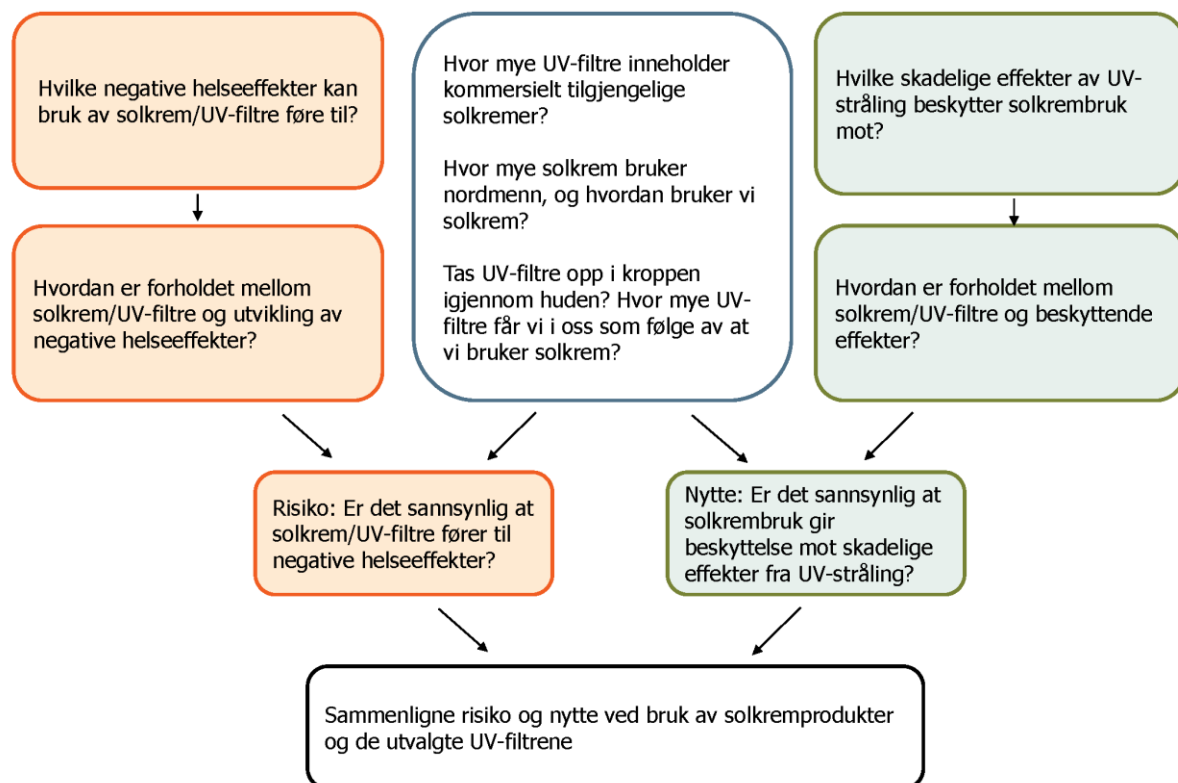 Hvilke negative helseeffekter kan
bruk av solkrem/UV-filtre føre til?
Hvordan er forholdet mellom
solkrem/UV-filtre og utvikling av
negative helseeffekter?
Hvor mye UV-filtre inneholder
kommersielt tilgjengelige
solkremer?
Hvor mye solkrem bruker
nordmenn, og hvordan bruker vi
solkrem?
Tas UV-filtre opp i kroppen
igjennom huden? Hvor mye UV-
filtre får vi i oss som følge av at
vi bruker solkrem?
Hvilke skadelige effekter av UV-
stråling beskytter solkrembruk
mot?
Hvordan er forholdet mellom
solkrem/UV-filtre og beskyttende
effekter?
Risiko: Er det sannsynlig at
solkrem/UV-filtre fører til
negative helseeffekter?
Nytte: Er det sannsynlig at
solkrembruk gir
beskyttelse mot skadelige
effekter fra UV-stråling?
Sammenligne risiko og nytte ved bruk av solkremprodukter
og de utvalgte UV-filtrene